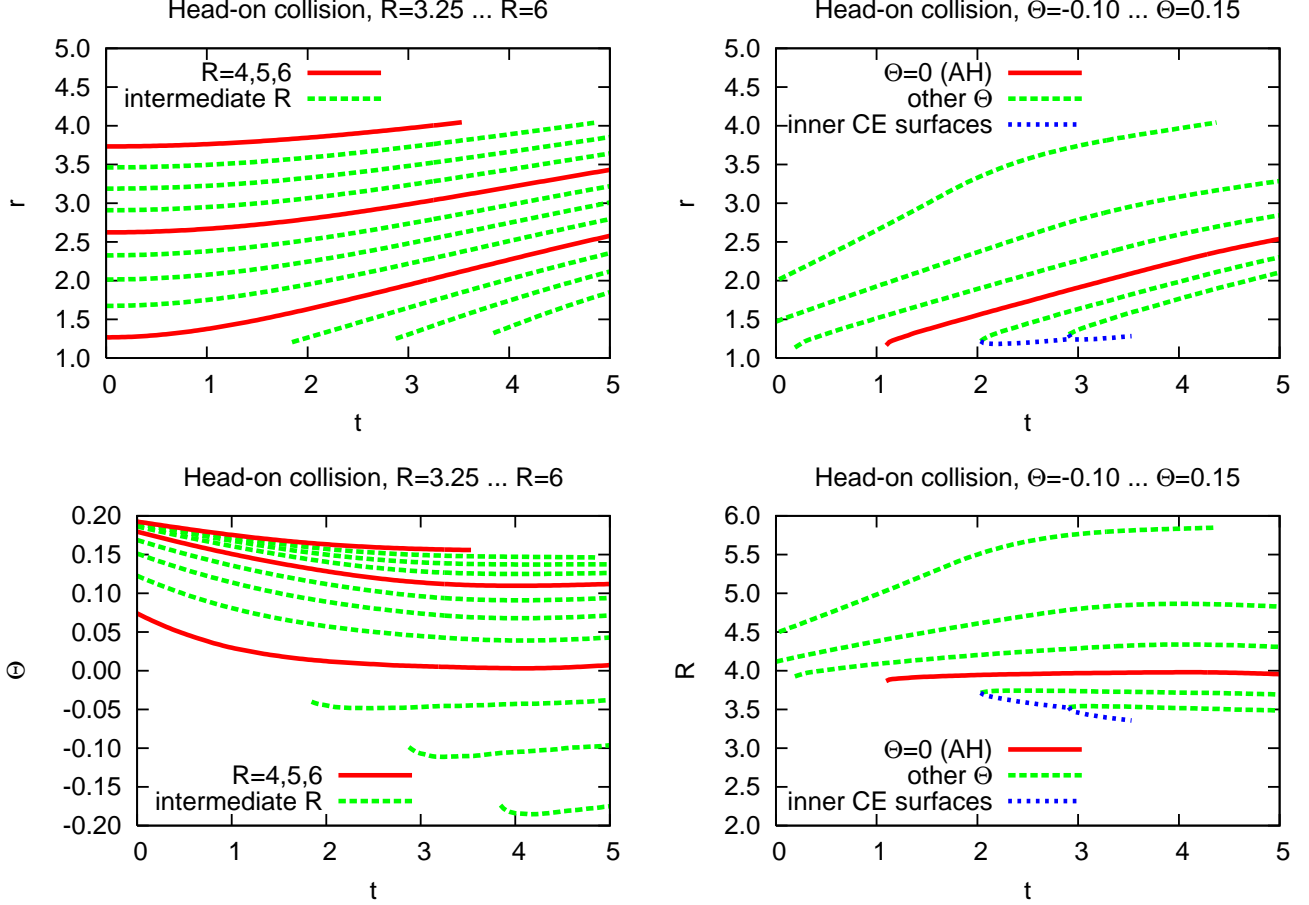 Head-on collision, R=3.25 ... R=6
5.0
4.5
4.0
3.5
3.0
2.5
2.0
1.5
1.0
r
R=4,5,6
intermediate R
0 1 2 3 4 5
t
Head-on collision, Θ=-0.10 ... Θ=0.15
5.0
4.5
4.0
3.5
3.0
2.5
2.0
1.5
1.0
r
Θ=0 (AH)
other Θ
inner CE surfaces
0 1 2 3 4 5
t
Head-on collision, R=3.25 ... R=6
0.20
0.15
0.10
0.05
0.00
-0.05
-0.10
-0.15
-0.20
Θ
R=4,5,6
intermediate R
0 1 2 3 4 5
t
Head-on collision, Θ=-0.10 ... Θ=0.15
6.0
5.5
5.0
4.5
4.0
3.5
3.0
2.5
2.0
R
Θ=0 (AH)
other Θ
inner CE surfaces
0 1 2 3 4 5
t